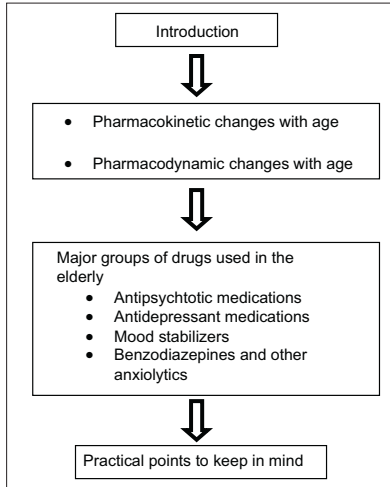 Introduction
• Pharmacokinetic changes with age
• Pharmacodynamic changes with age
Major groups of drugs used in the
elderly
• Antipsychtotic medications
• Antidepressant medications
• Mood stabilizers
• Benzodiazepines and other
anxiolytics
Practical points to keep in mind